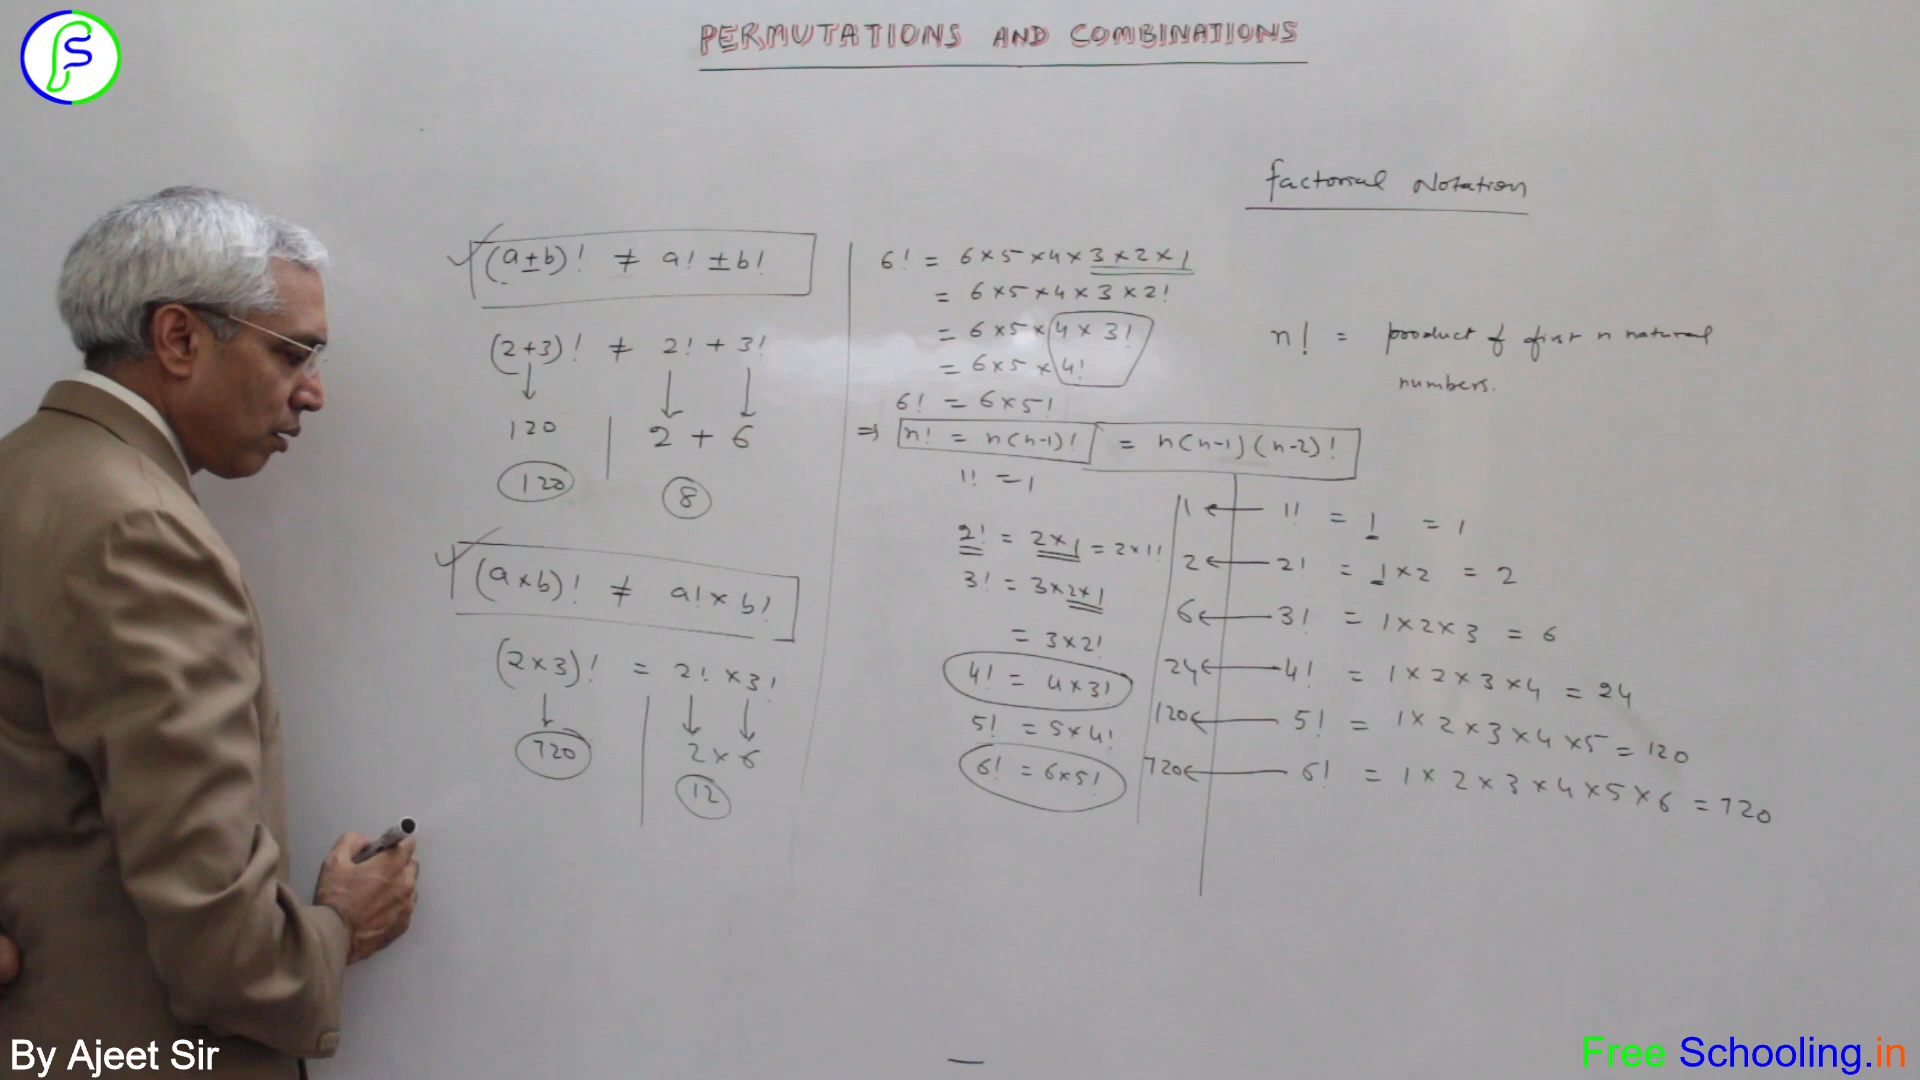 PERMUTATIONS AND COMBINATIONS
factorial Notation
(a±b)! ≠ a! ±b!
(2+3)! ≠ 2! + 3!
120 2 + 6
120 8
(a×b)! ≠ a!×b!
(2×3)! = 2! ×3!
720 2×6
12
6! = 6×5×4×3×2×1
= 6×5×4×3×2!
= 6×5×4×3!
= 6×5×4!
6! = 6×5!
⇒ n! = n(n-1)! = n(n-1)(n-2)!
1! = 1
2! = 2×1 = 2×1!
3! = 3×2×1
= 3×2!
4! = 4×3!
5! = 5×4!
6! = 6×5!
n! = product of first n natural
numbers.
1 ← 1! = 1 = 1
2 ← 2! = 1×2 = 2
6 ← 3! = 1×2×3 = 6
24 ← 4! = 1×2×3×4 = 24
120 ← 5! = 1×2×3×4×5 = 120
720 ← 6! = 1×2×3×4×5×6 = 720
By Ajeet Sir
Free Schooling.in